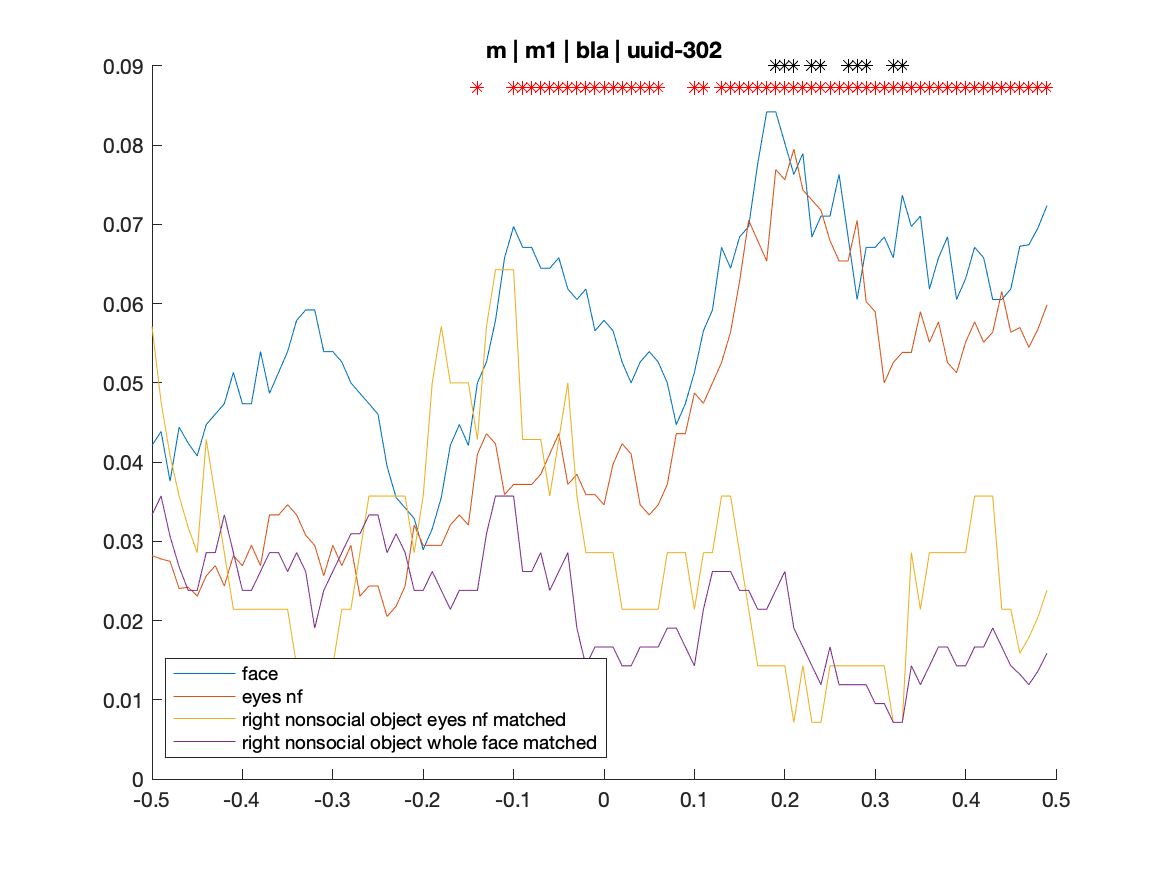 m | m1 | bla | uuid-302
0.09
0.08
0.07
0.06
0.05
0.04
0.03
0.02
0.01
0
face
eyes nf
right nonsocial object eyes nf matched
right nonsocial object whole face matched
-0.5 -0.4 -0.3 -0.2 -0.1 0 0.1 0.2 0.3 0.4 0.5